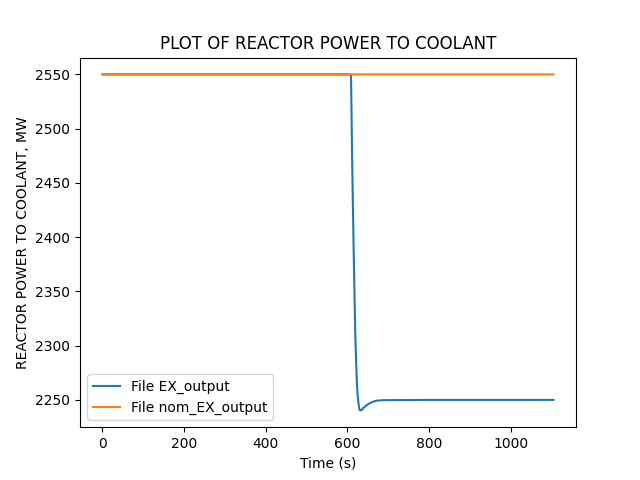 PLOT OF REACTOR POWER TO COOLANT
REACTOR POWER TO COOLANT, MW
2550
2500
2450
2400
2350
2300
2250
File EX_output
File nom_EX_output
0 200 400 600 800 1000
Time (s)